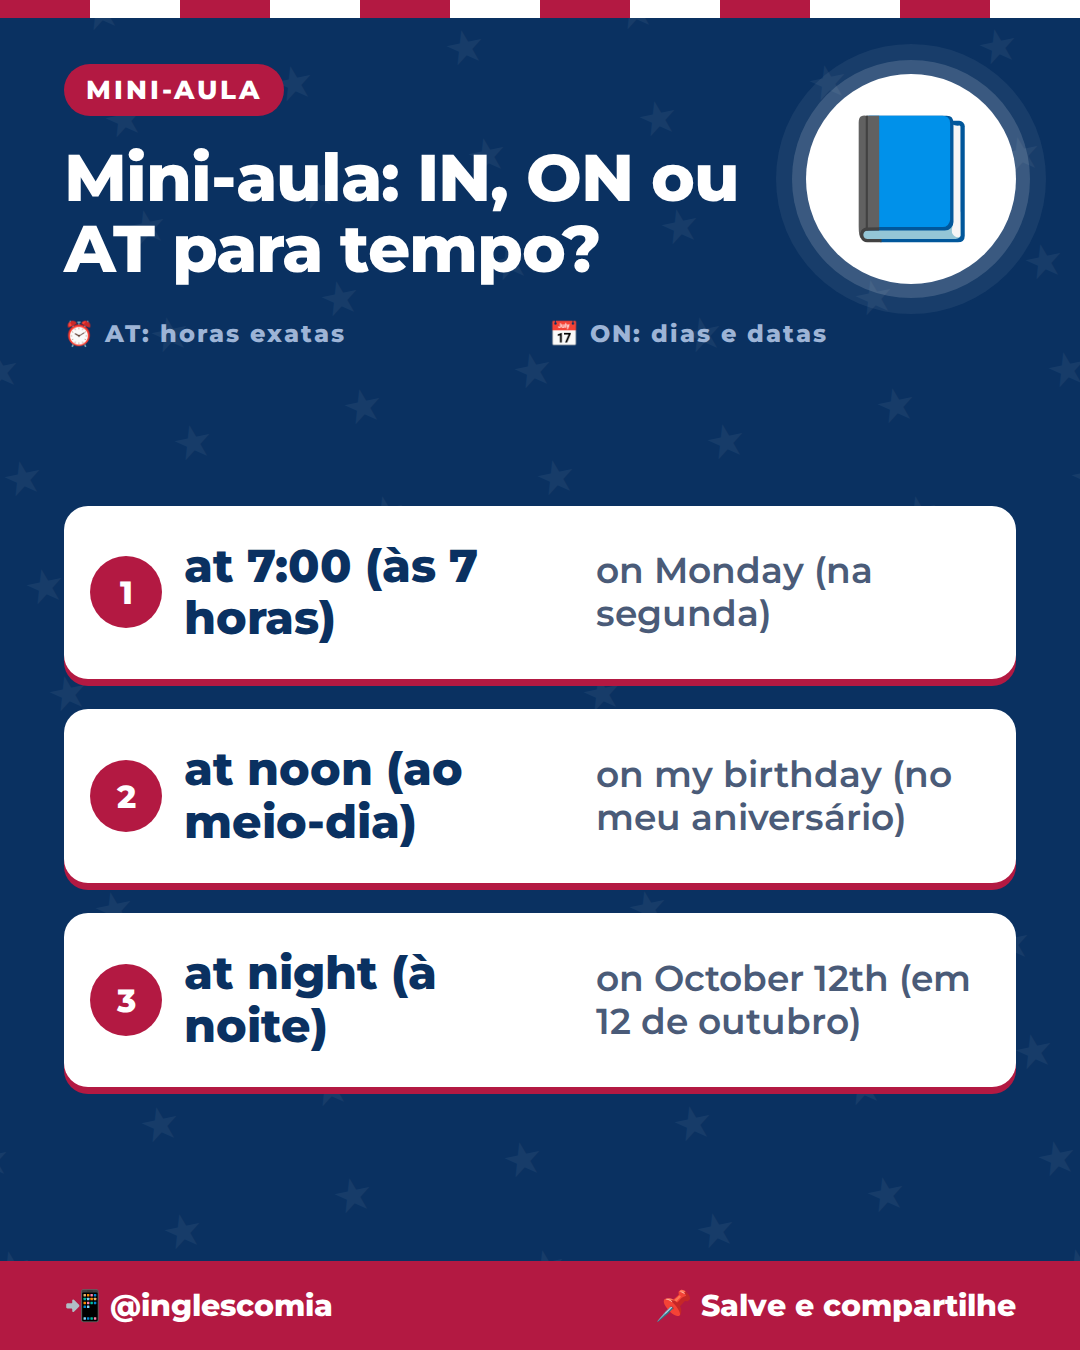 MINI-AULA
Mini-aula: IN, ON ou
AT para tempo?
⏰ AT: horas exatas
📅 ON: dias e datas
1
at 7:00 (às 7
horas)
on Monday (na
segunda)
2
at noon (ao
meio-dia)
on my birthday (no
meu aniversário)
3
at night (à
noite)
on October 12th (em
12 de outubro)
📲 @inglescomia
📌 Salve e compartilhe